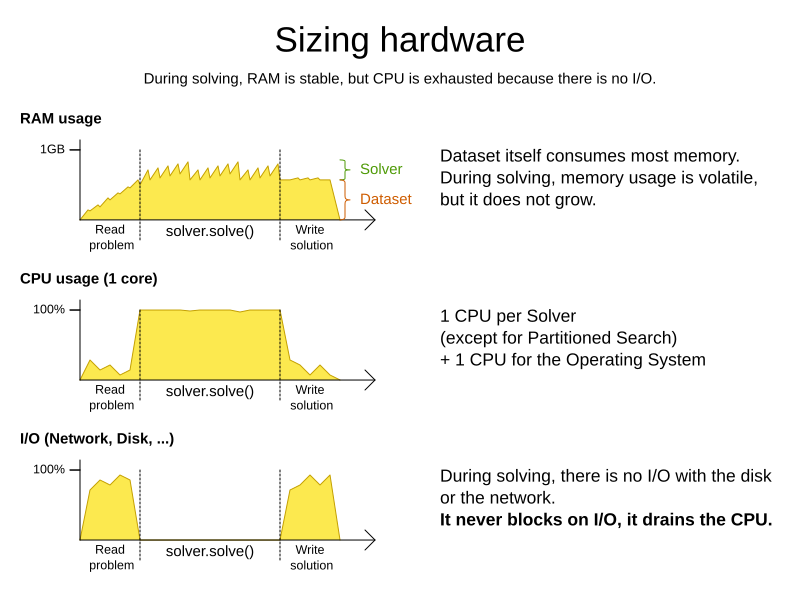 Sizing hardware
During solving, RAM is stable, but CPU is exhausted because there is no I/O.
RAM usage
1GB
Solver
Dataset
Read
problem
solver.solve()
Write
solution
Dataset itself consumes most memory.
During solving, memory usage is volatile,
but it does not grow.
CPU usage (1 core)
100%
Read
problem
solver.solve()
Write
solution
1 CPU per Solver
(except for Partitioned Search)
+ 1 CPU for the Operating System
I/O (Network, Disk, ...)
100%
Read
problem
solver.solve()
Write
solution
During solving, there is no I/O with the disk
or the network.
It never blocks on I/O, it drains the CPU.